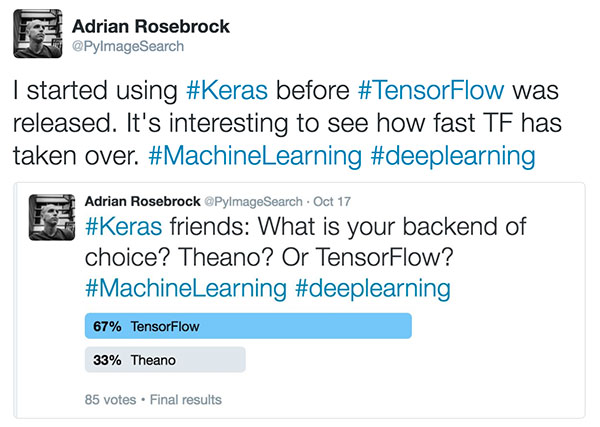 Adrian Rosebrock
@PyImageSearch
I started using #Keras before #TensorFlow was
released. It's interesting to see how fast TF has
taken over. #MachineLearning #deeplearning
Adrian Rosebrock @PyImageSearch · Oct 17
#Keras friends: What is your backend of
choice? Theano? Or TensorFlow?
#MachineLearning #deeplearning
67% TensorFlow
33% Theano
85 votes • Final results